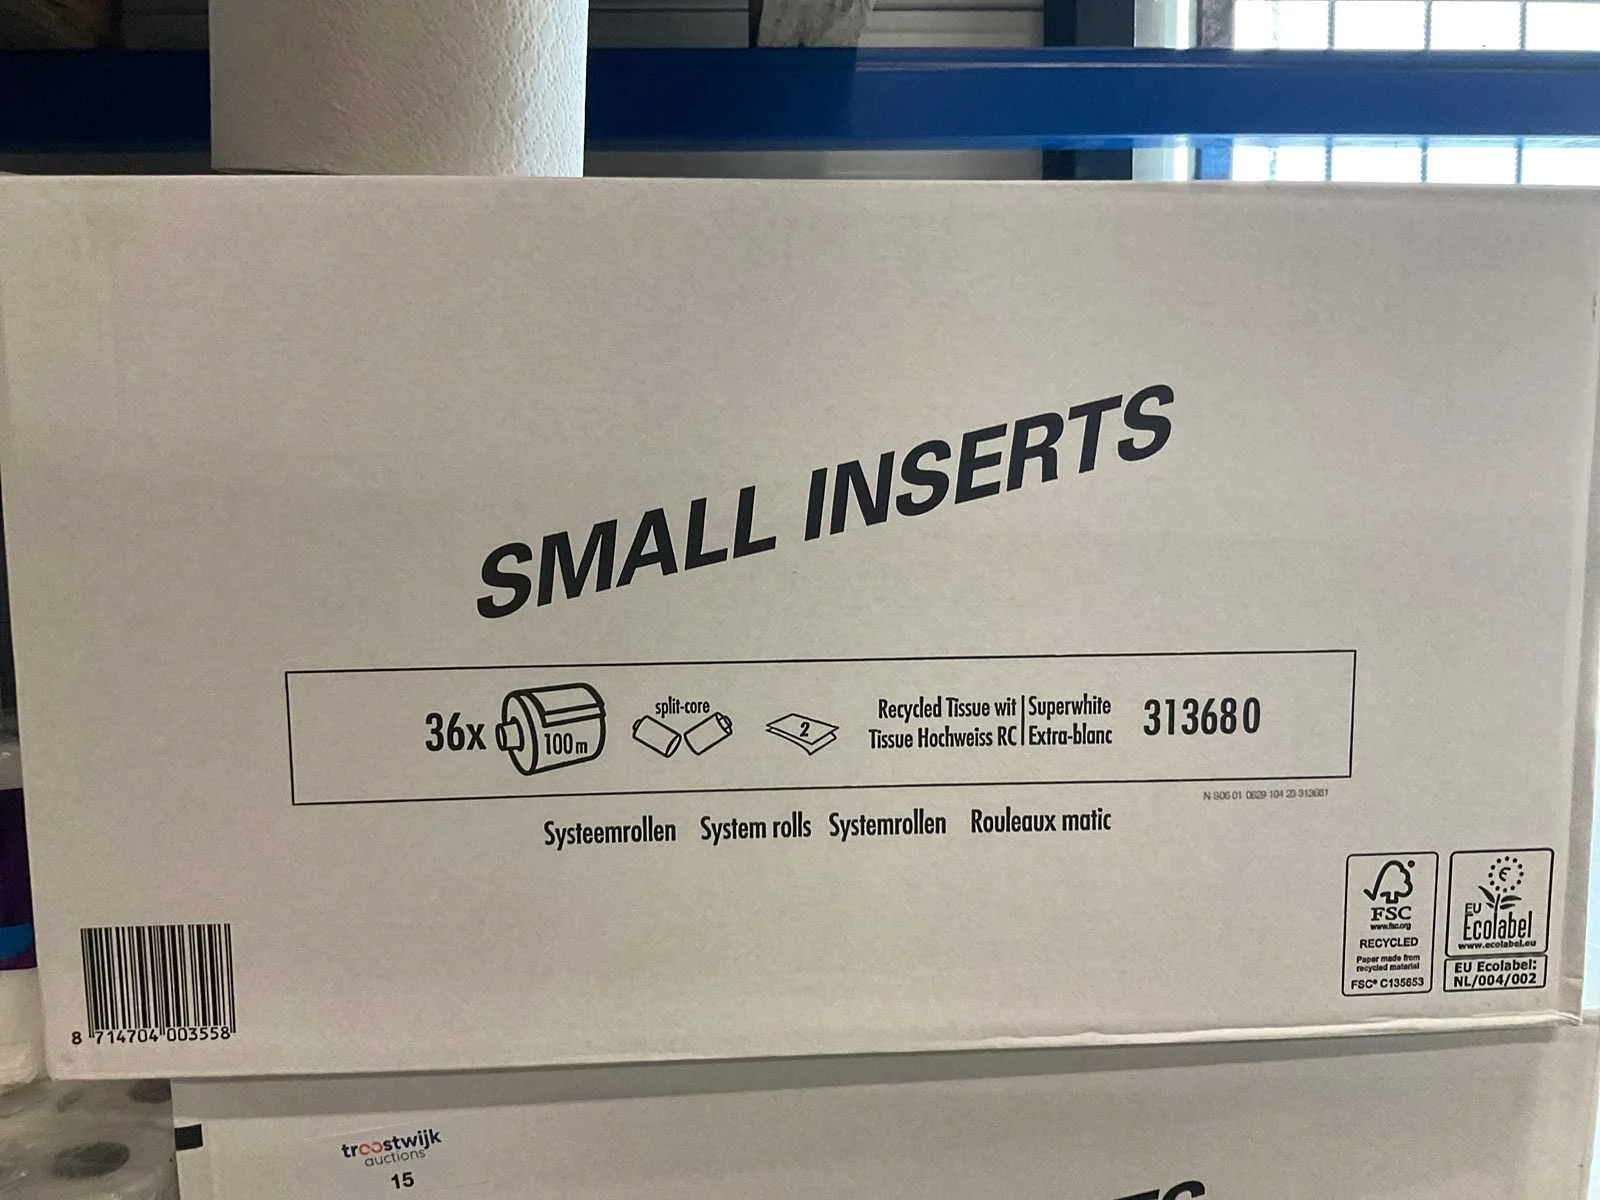 SMALL INSERTS
36x
100m
split-core
2
Recycled Tissue wit | Superwhite
Tissue Hochweiss RC | Extra-blanc
313680
Systeemrollen System rolls Systemrollen Rouleaux matic
FSC
www.fsc.org
RECYCLED
Paper made from
recycled material
FSC® C135653
EU
Ecolabel
www.ecolabel.eu
EU Ecolabel:
NL/004/002
8 714704 003558
troostwijk
auctions
15